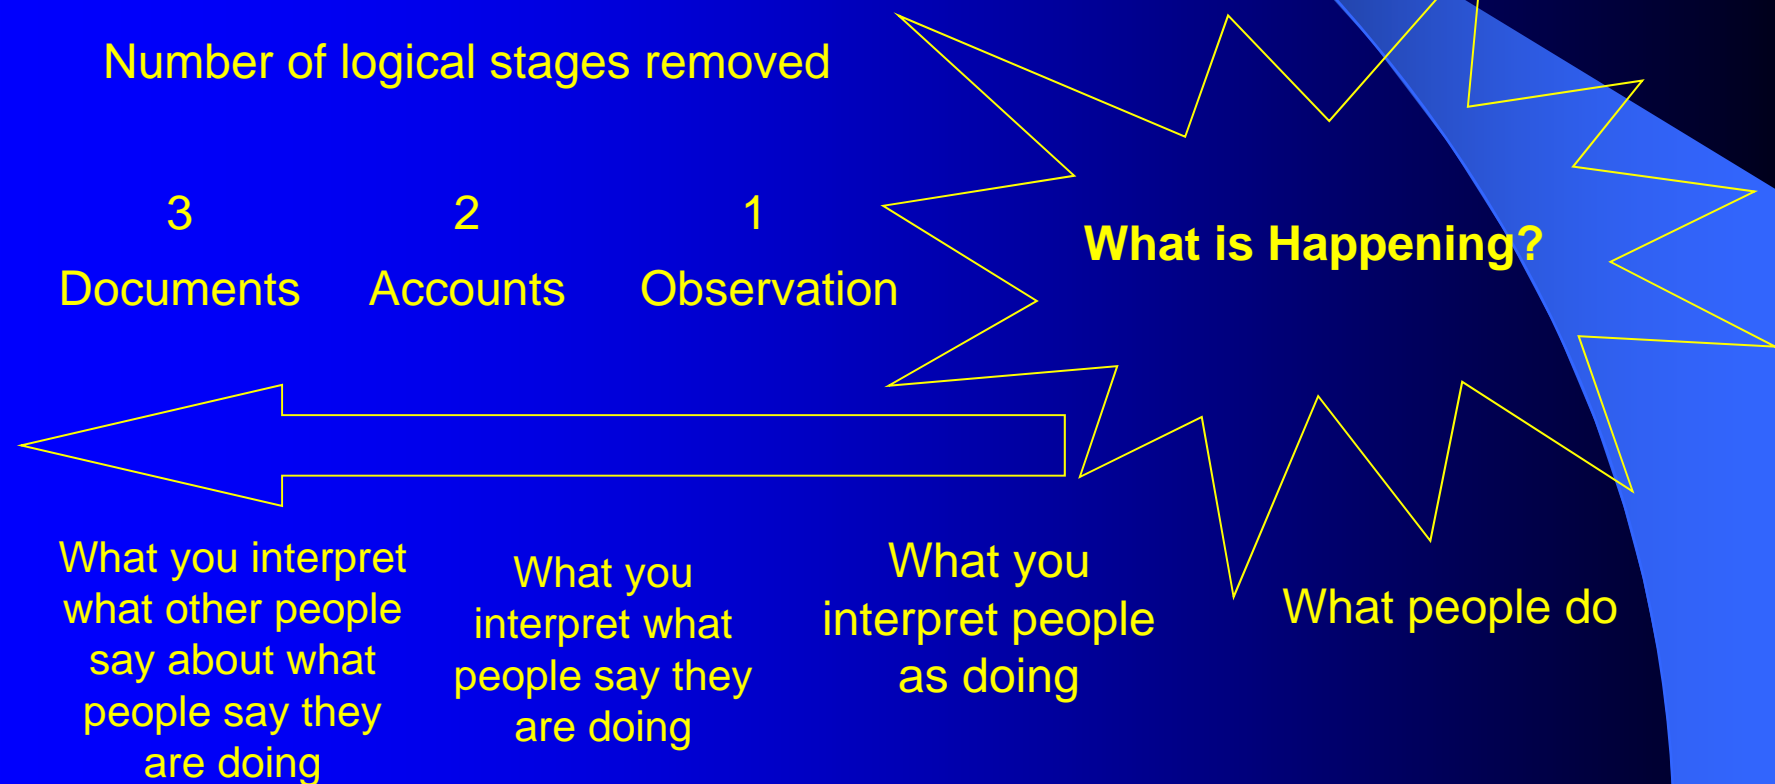 Number of logical stages removed
3
2
1
Documents
Accounts
Observation
What is Happening?
What you interpret
what other people
say about what
people say they
are doing
What you
interpret what
people say they
are doing
What you
interpret people
as doing
What people do